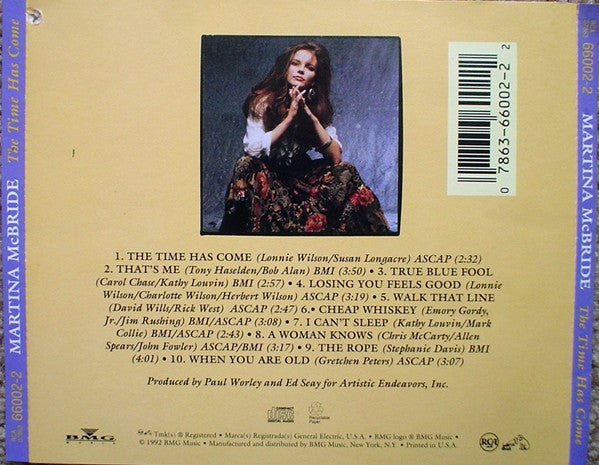 66002-2 MARTINA McBRIDE The Time Has Come
66002-2 MARTINA McBRIDE The Time Has Come
0 7863-66002-2 2
1. THE TIME HAS COME (Lonnie Wilson/Susan Longacre) ASCAP (2:32)
2. THAT'S ME (Tony Haselden/Bob Alan) BMI (3:50) • 3. TRUE BLUE FOOL
(Carol Chase/Kathy Louvin) BMI (2:57) • 4. LOSING YOU FEELS GOOD (Lonnie
Wilson/Charlotte Wilson/Herbert Wilson) ASCAP (3:19) • 5. WALK THAT LINE
(David Wills/Rick West) ASCAP (2:47) 6.• CHEAP WHISKEY (Emory Gordy,
Jr./Jim Rushing) BMI/ASCAP (3:08) • 7. I CAN'T SLEEP (Kathy Louvin/Mark
Collie) BMI/ASCAP (2:43) • 8. A WOMAN KNOWS (Chris McCarty/Allen
Spears/John Fowler) ASCAP/BMI (3:17) • 9. THE ROPE (Stephanie Davis) BMI
(4:01) • 10. WHEN YOU ARE OLD (Gretchen Peters) ASCAP (3:07)
Produced by Paul Worley and Ed Seay for Artistic Endeavors, Inc.
BMG
MUSIC
COMPACT
disc
DIGITAL AUDIO
Recyclable
Paper
RCA
Tmk(s) ® Registered • Marca(s) Registrada(s) General Electric, U.S.A. • BMG logo ® BMG Music
© 1992 BMG Music • Manufactured and distributed by BMG Music, New York, N.Y. • Printed in U.S.A.